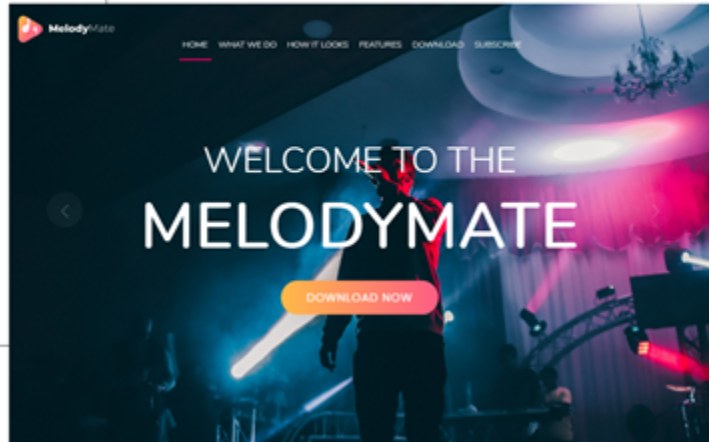 MelodyMate
HOME WHAT WE DO HOW IT LOOKS FEATURES DOWNLOAD SUBSCRIBE
WELCOME TO THE
MELODYMATE
DOWNLOAD NOW